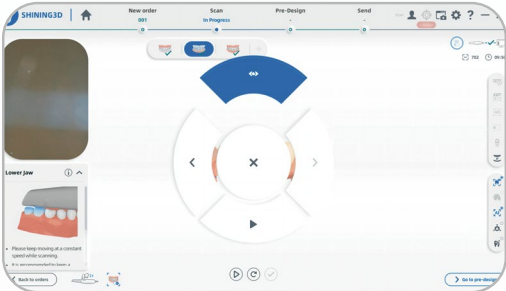 SHINING3D
New order
001
Scan
In Progress
Pre-Design
-
Send
-
702
Lower Jaw
Please keep moving at a constant
speed while scanning.
Back to orders
Go to pre-design